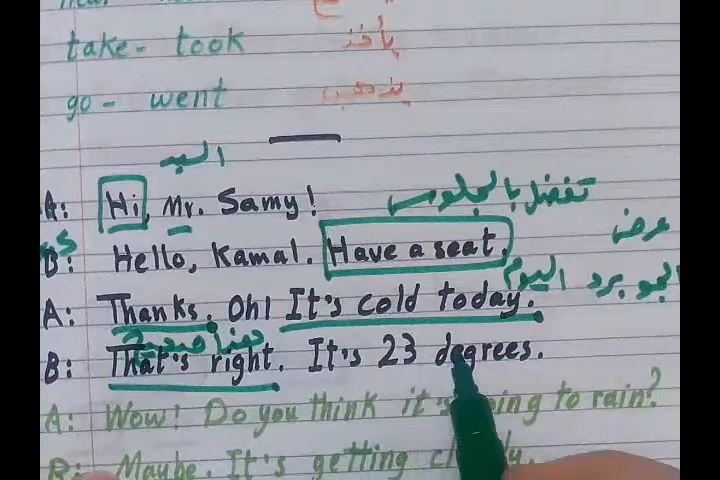 take - took يأخذ
go - went يذهب
السيد
A: Hi, Mr. Samy! تفضل بالجلوس
B: Hello, Kamal. Have a seat. عرض
A: Thanks. Oh! It's cold today. الجو برد اليوم
B: That's right. It's 23 degrees.
A: Wow! Do you think it's going to rain?
B: Maybe. It's getting cloudy.